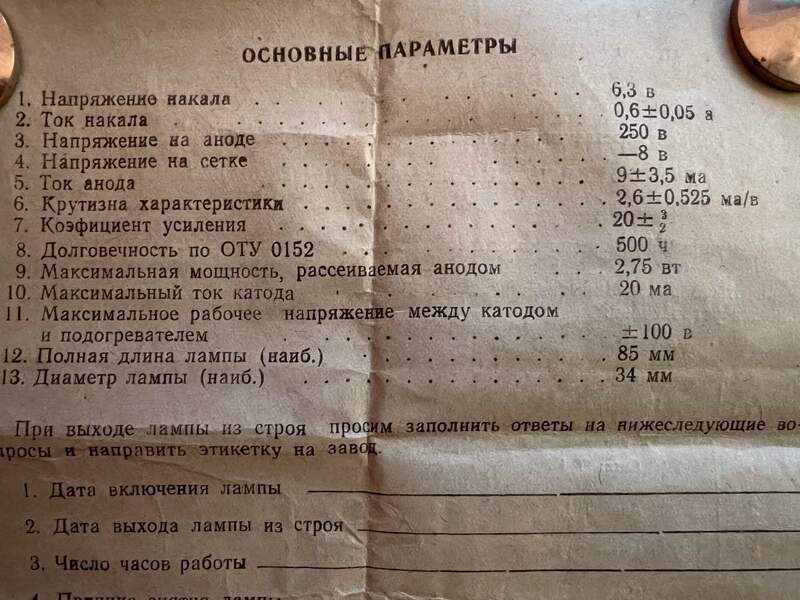 ОСНОВНЫЕ ПАРАМЕТРЫ
1. Напряжение накала . . . . . . . . . . . . 6,3 в
2. Ток накала . . . . . . . . . . . . 0,6±0,05 а
3. Напряжение на аноде . . . . . . . . . . . . 250 в
4. Напряжение на сетке . . . . . . . . . . . . —8 в
5. Ток анода . . . . . . . . . . . . 9±3,5 ма
6. Крутизна характеристики . . . . . . . . . . . . 2,6±0,525 ма/в
7. Коэфициент усиления . . . . . . . . . . . . 20± 3/2
8. Долговечность по ОТУ 0152 . . . . . . . . . . 500 ч
9. Максимальная мощность, рассеиваемая анодом . . . . 2,75 вт
10. Максимальный ток катода . . . . . . . . . . 20 ма
11. Максимальное рабочее напряжение между катодом
и подогревателем . . . . . . . . . . ±100 в
12. Полная длина лампы (наиб.) . . . . . . . . . . 85 мм
13. Диаметр лампы (наиб.) . . . . . . . . . . 34 мм
При выходе лампы из строя просим заполнить ответы на нижеследующие во-
просы и направить этикетку на завод.
1. Дата включения лампы
2. Дата выхода лампы из строя
3. Число часов работы